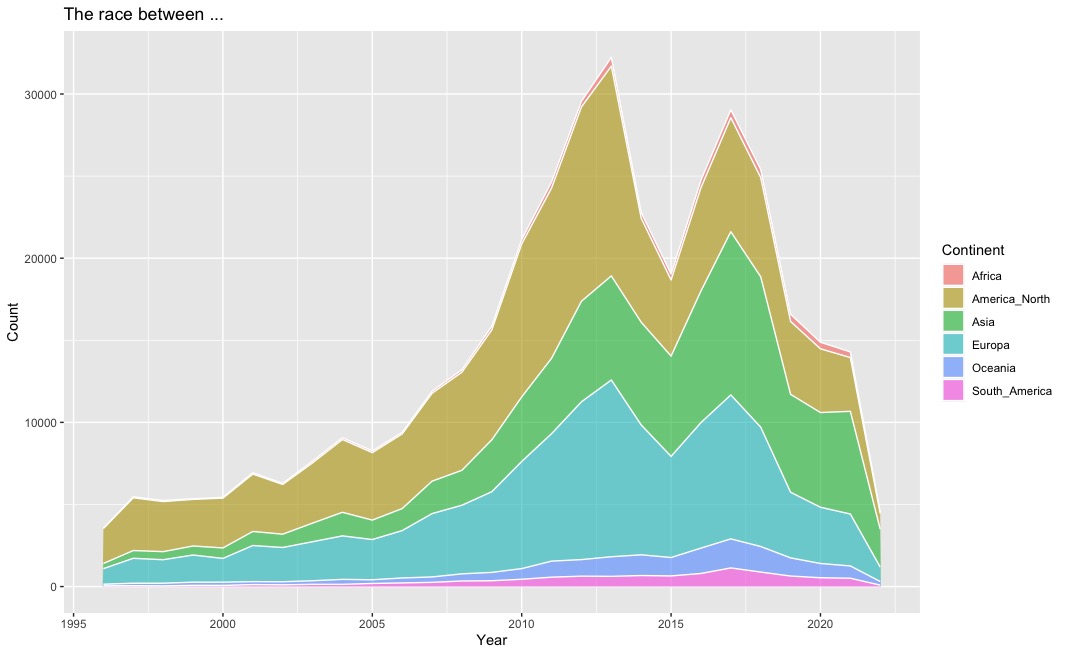 The race between ...
30000
20000
10000
0
Count
1995
2000
2005
2010
2015
2020
Year
Continent
Africa
America_North
Asia
Europa
Oceania
South_America